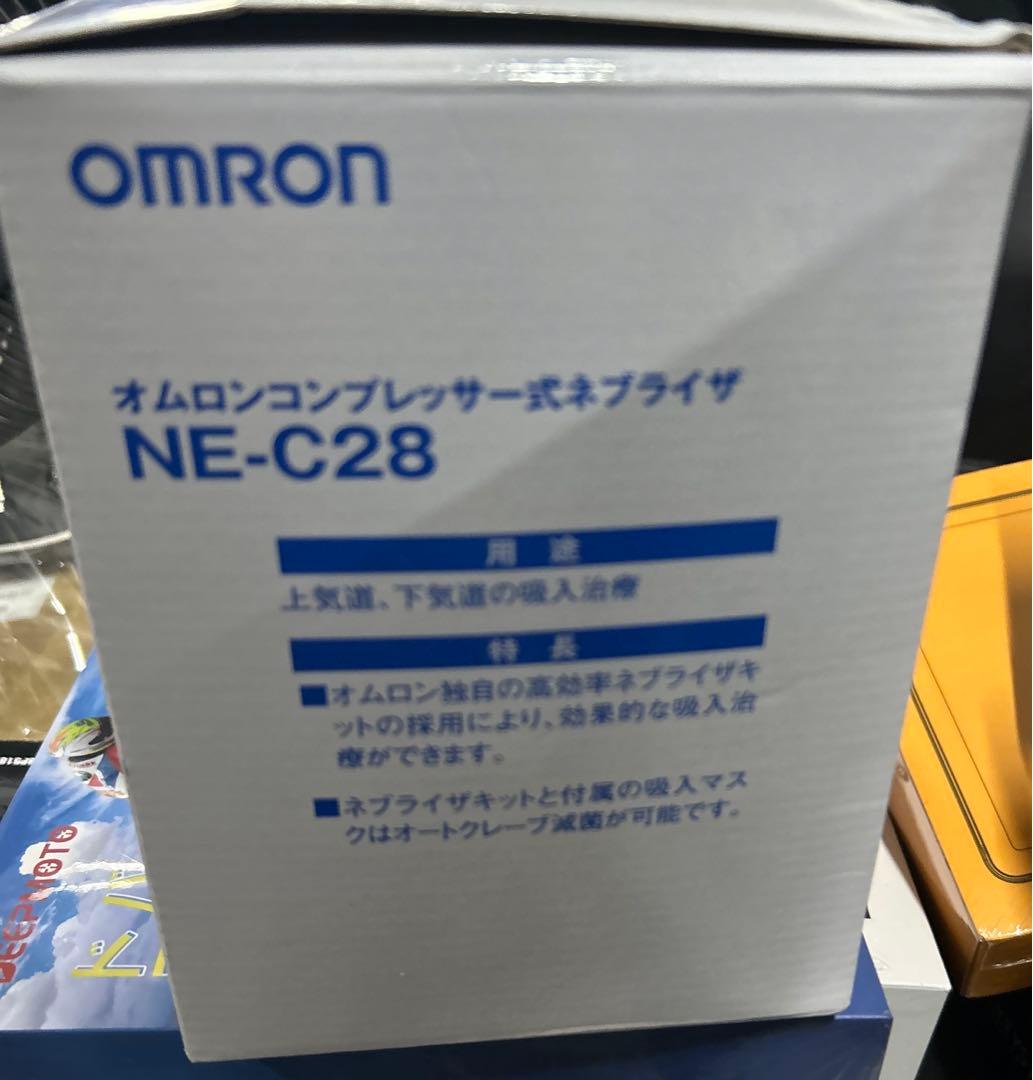 OMRON
オムロンコンプレッサー式ネブライザ
NE-C28
用途
上気道、下気道の吸入治療
特長
■オムロン独自の高効率ネブライザキ
ットの採用により、効果的な吸入治
療ができます。
■ネブライザキットと付属の吸入マス
クはオートクレーブ滅菌が可能です。
BEEPMOTO